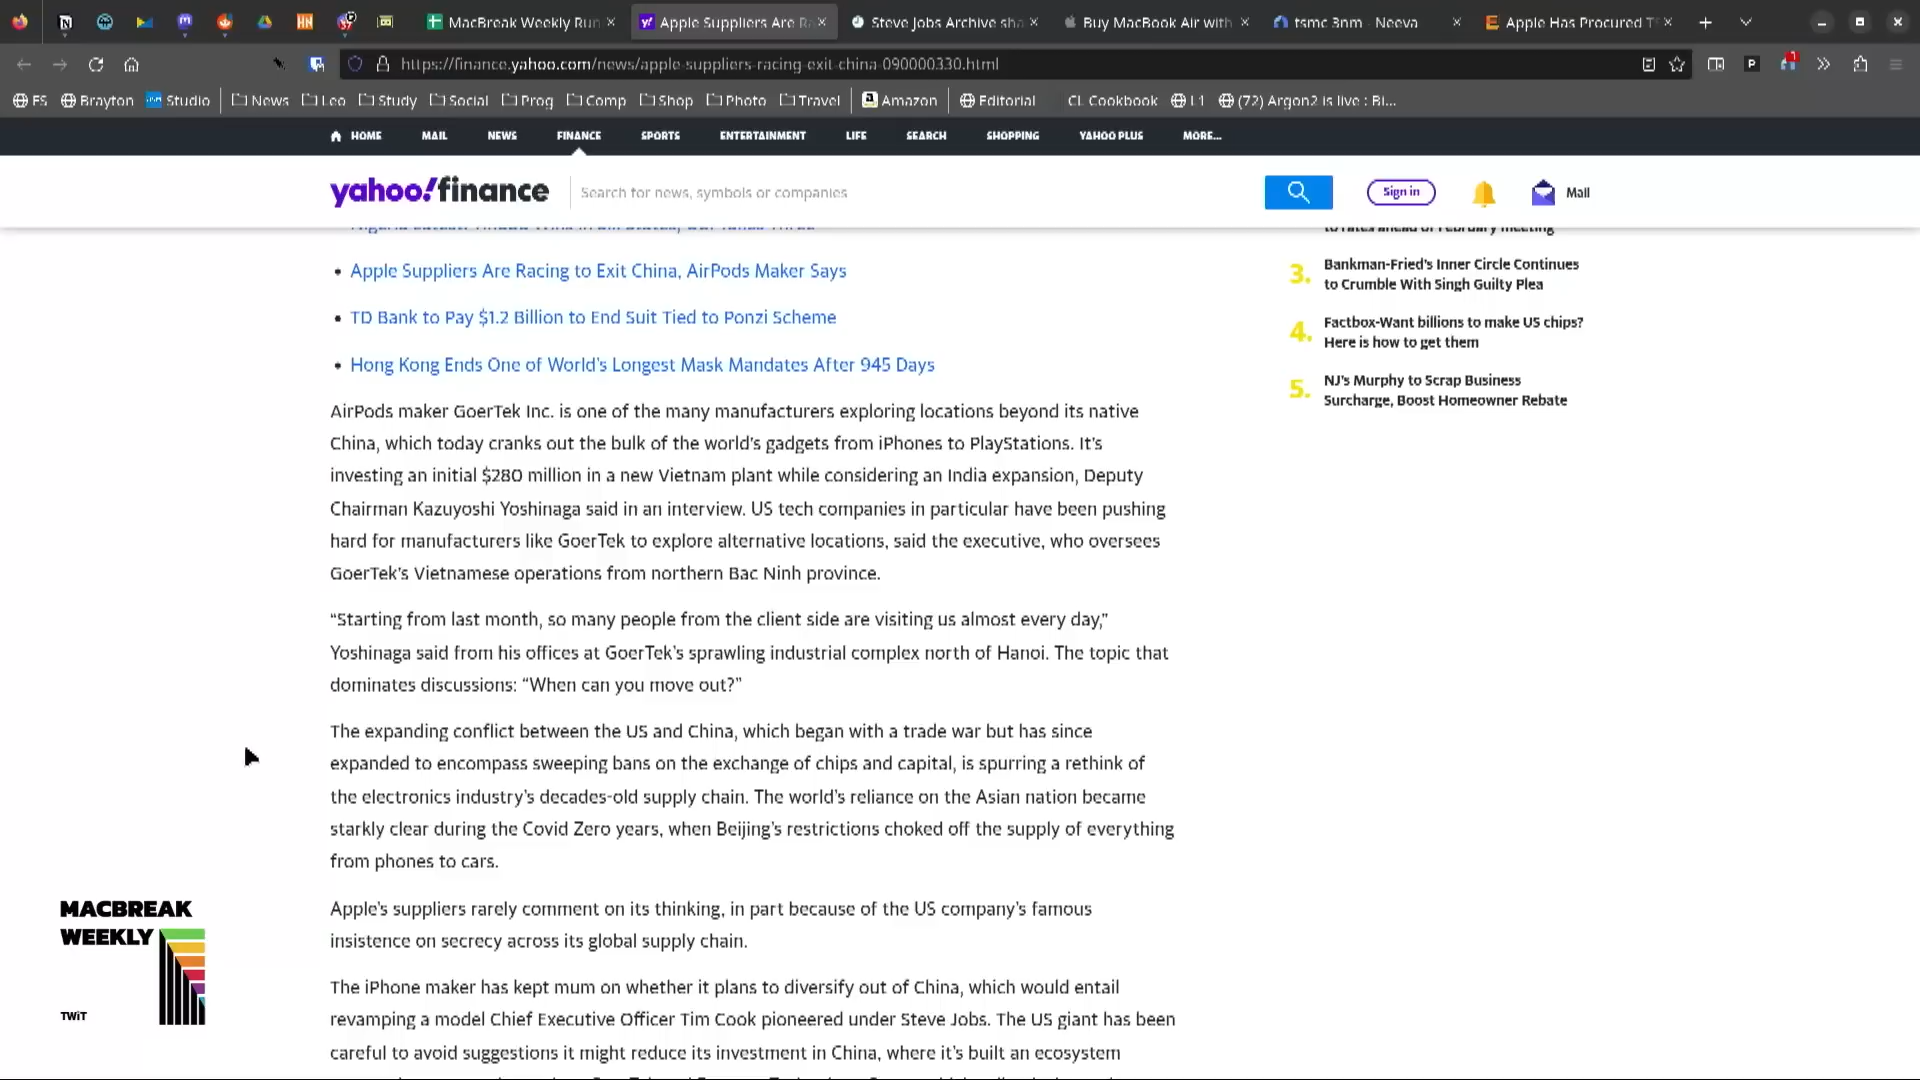 MacBreak Weekly Run
Apple Suppliers Are Ra
Steve Jobs Archive sha
Buy MacBook Air with
tsmc 3nm - Neeva
Apple Has Procured T
https://finance.yahoo.com/news/apple-suppliers-racing-exit-china-090000330.html
FS
Brayton
Studio
News
Leo
Study
Social
Prog
Comp
Shop
Photo
Travel
Amazon
Editorial
CL Cookbook
L1
(72) Argon2 is live : Bi...
HOME
MAIL
NEWS
FINANCE
SPORTS
ENTERTAINMENT
LIFE
SEARCH
SHOPPING
YAHOO PLUS
MORE...
yahoo!finance
Search for news, symbols or companies
Sign in
Mail
Apple Suppliers Are Racing to Exit China, AirPods Maker Says
TD Bank to Pay $1.2 Billion to End Suit Tied to Ponzi Scheme
Hong Kong Ends One of World's Longest Mask Mandates After 945 Days
AirPods maker GoerTek Inc. is one of the many manufacturers exploring locations beyond its native
China, which today cranks out the bulk of the world's gadgets from iPhones to PlayStations. It's
investing an initial $280 million in a new Vietnam plant while considering an India expansion, Deputy
Chairman Kazuyoshi Yoshinaga said in an interview. US tech companies in particular have been pushing
hard for manufacturers like GoerTek to explore alternative locations, said the executive, who oversees
GoerTek's Vietnamese operations from northern Bac Ninh province.
“Starting from last month, so many people from the client side are visiting us almost every day,”
Yoshinaga said from his offices at GoerTek's sprawling industrial complex north of Hanoi. The topic that
dominates discussions: “When can you move out?”
The expanding conflict between the US and China, which began with a trade war but has since
expanded to encompass sweeping bans on the exchange of chips and capital, is spurring a rethink of
the electronics industry's decades-old supply chain. The world's reliance on the Asian nation became
starkly clear during the Covid Zero years, when Beijing's restrictions choked off the supply of everything
from phones to cars.
Apple's suppliers rarely comment on its thinking, in part because of the US company's famous
insistence on secrecy across its global supply chain.
The iPhone maker has kept mum on whether it plans to diversify out of China, which would entail
revamping a model Chief Executive Officer Tim Cook pioneered under Steve Jobs. The US giant has been
careful to avoid suggestions it might reduce its investment in China, where it's built an ecosystem
to rates ahead of February meeting
3. Bankman-Fried's Inner Circle Continues
to Crumble With Singh Guilty Plea
4. Factbox-Want billions to make US chips?
Here is how to get them
5. NJ's Murphy to Scrap Business
Surcharge, Boost Homeowner Rebate
MACBREAK
WEEKLY
TWiT